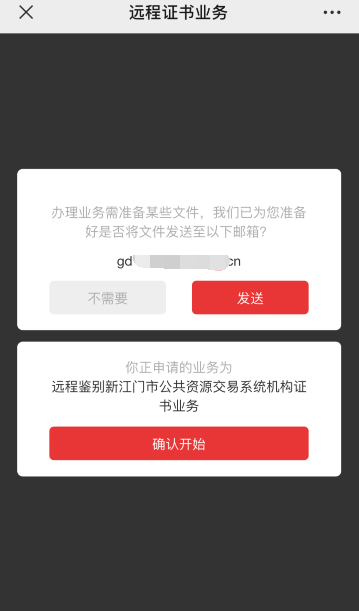 远程证书业务
办理业务需准备某些文件，我们已为您准备
好是否将文件发送至以下邮箱？
gd
cn
不需要
发送
你正申请的业务为
远程鉴别新江门市公共资源交易系统机构证
书业务
确认开始